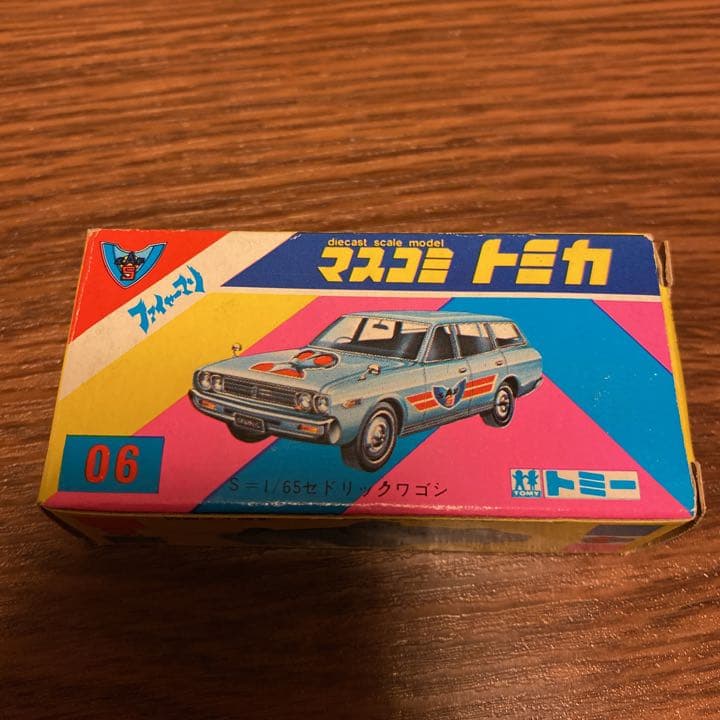 diecast scale model
マスコミ トミカ
ファイヤーマン
S
06
S=1/65セドリックワゴン
TOMY
トミー